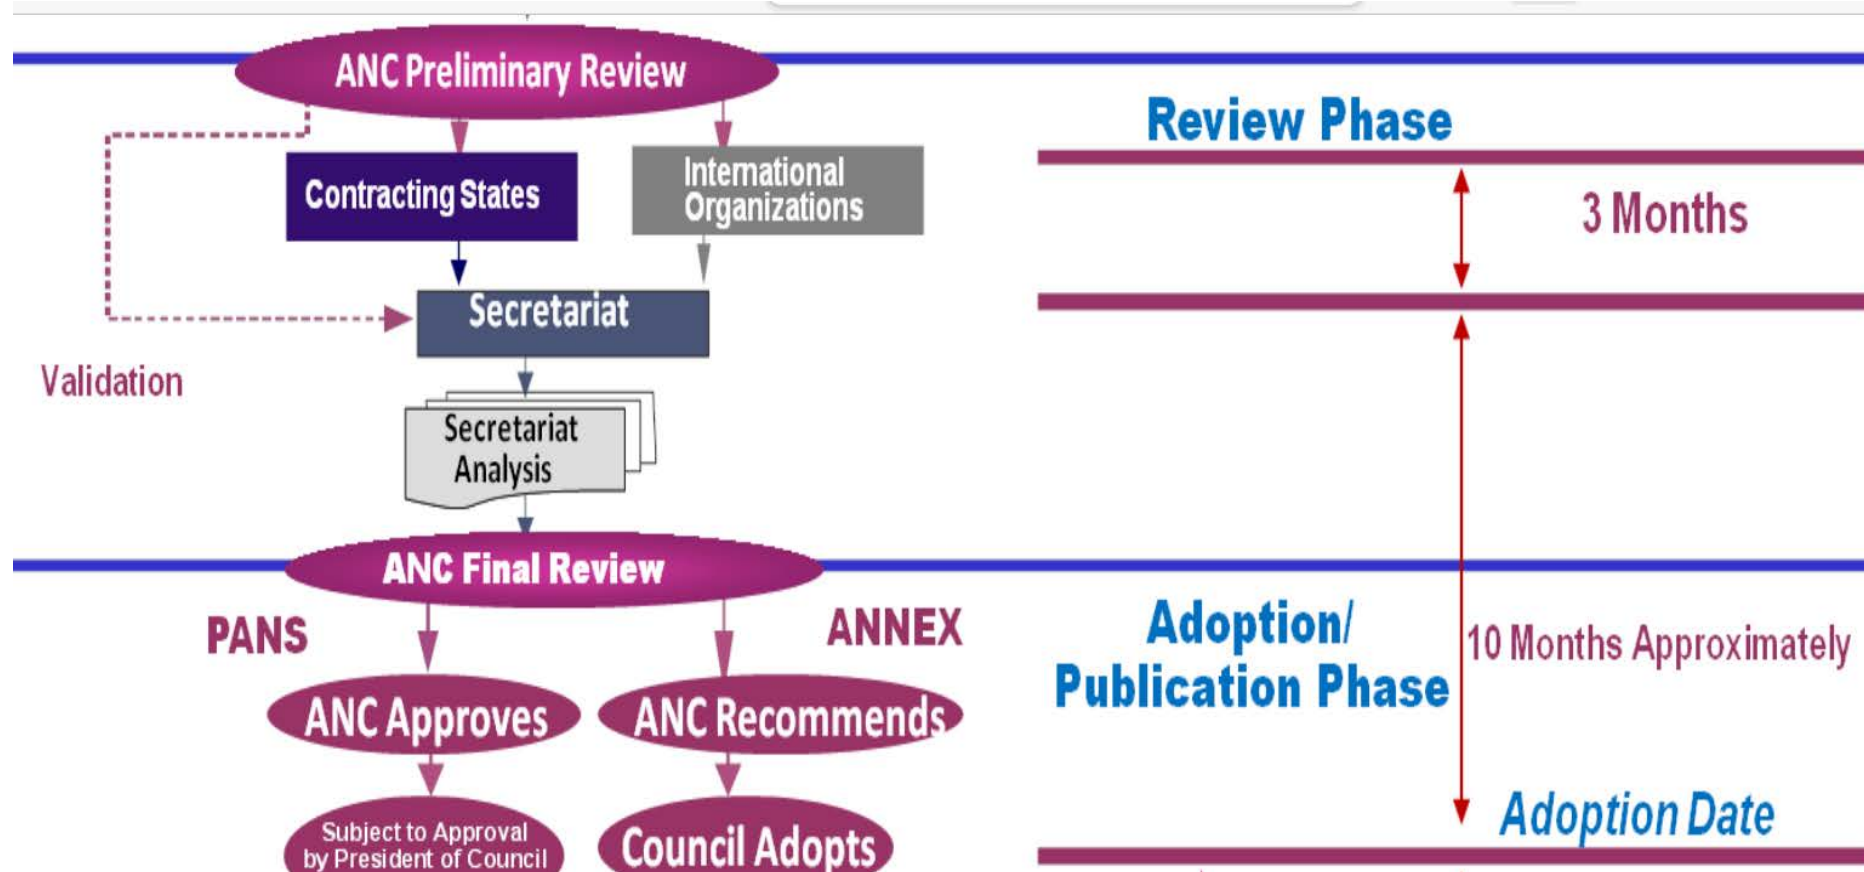 ANC Preliminary Review
Review Phase
Contracting States
International
Organizations
3 Months
Secretariat
Validation
Secretariat
Analysis
ANC Final Review
PANS
ANNEX
Adoption/
Publication Phase
10 Months Approximately
ANC Approves
ANC Recommends
Subject to Approval
by President of Council
Council Adopts
Adoption Date